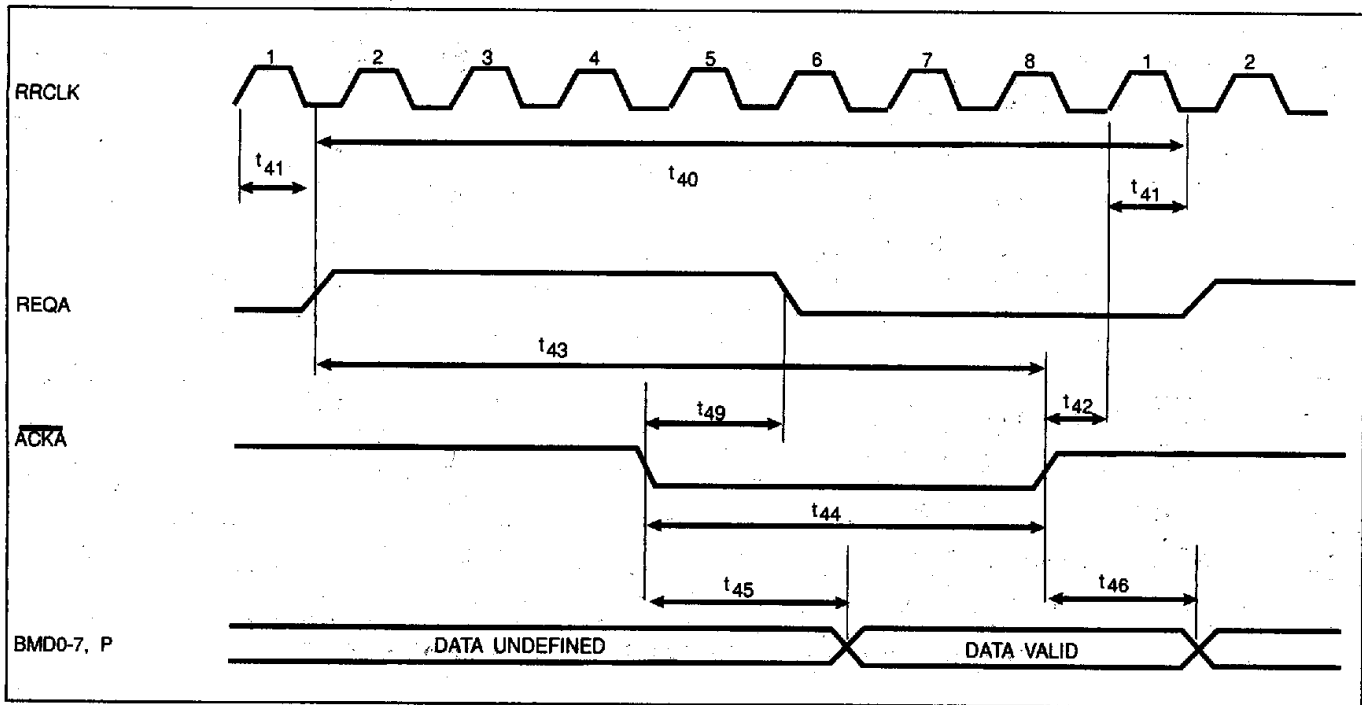 1 2 3 4 5 6 7 8 1 2
RRCLK
t41
t40
t41
REQA
t43
t49
t42
ACKA
t44
t45
t46
BMD0-7, P
DATA UNDEFINED
DATA VALID